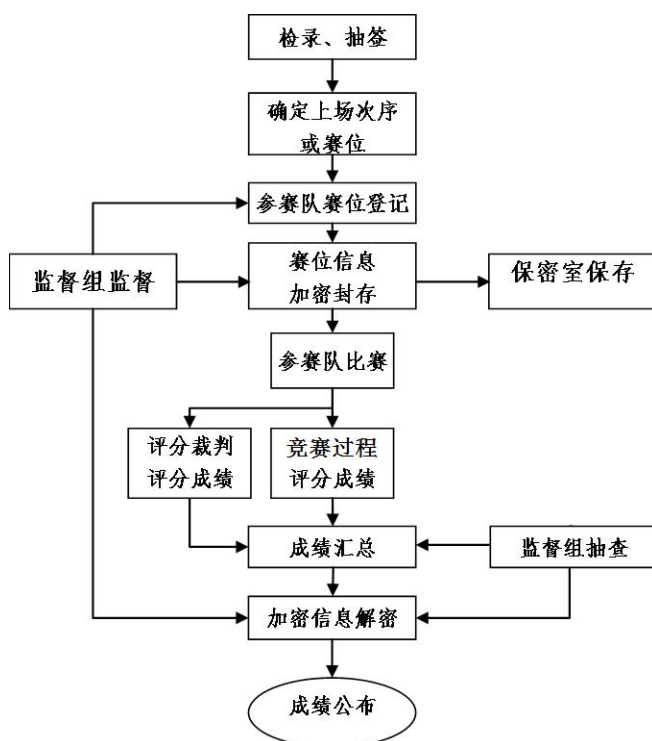 检录、抽签
确定上场次序
或赛位
参赛队赛位登记
监督组监督
赛位信息
加密封存
保密室保存
参赛队比赛
评分裁判
评分成绩
竞赛过程
评分成绩
成绩汇总
监督组抽查
加密信息解密
成绩公布